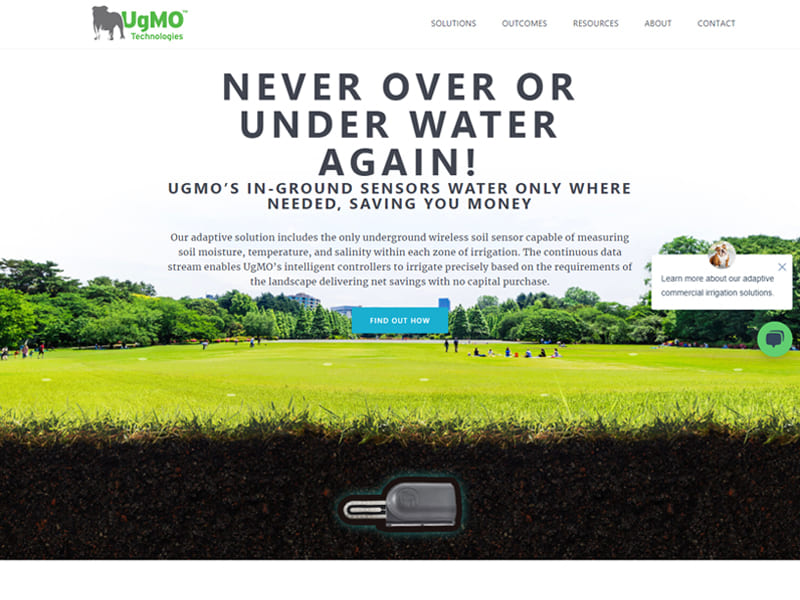 UgMO™
Technologies
SOLUTIONS OUTCOMES RESOURCES ABOUT CONTACT
NEVER OVER OR
UNDER WATER
AGAIN!
UGMO'S IN-GROUND SENSORS WATER ONLY WHERE
NEEDED, SAVING YOU MONEY
Our adaptive solution includes the only underground wireless soil sensor capable of measuring
soil moisture, temperature, and salinity within each zone of irrigation. The continuous data
stream enables UgMO's intelligent controllers to irrigate precisely based on the requirements of
the landscape delivering net savings with no capital purchase.
Learn more about our adaptive
commercial irrigation solutions.
FIND OUT HOW